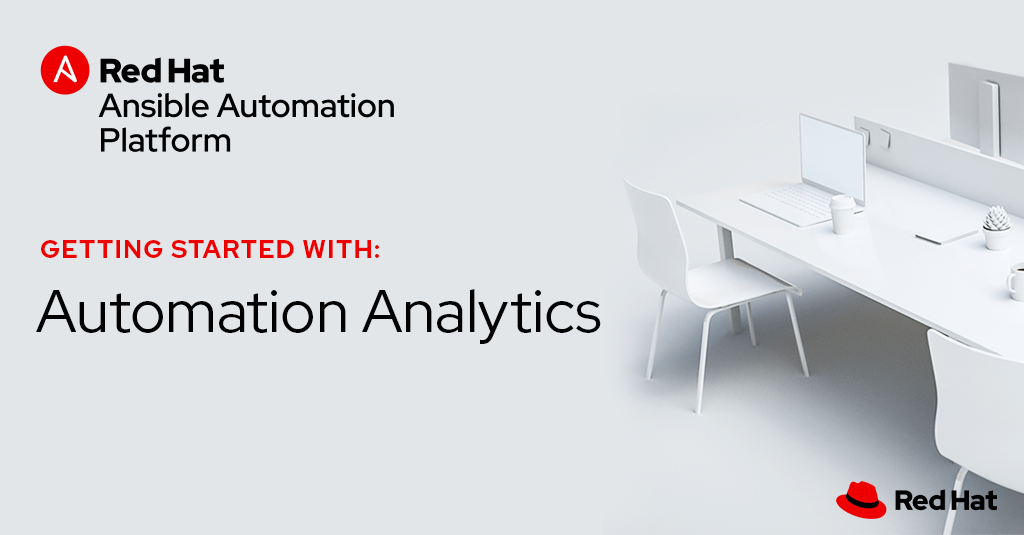 Red Hat
Ansible Automation
Platform
GETTING STARTED WITH:
Automation Analytics
Red Hat